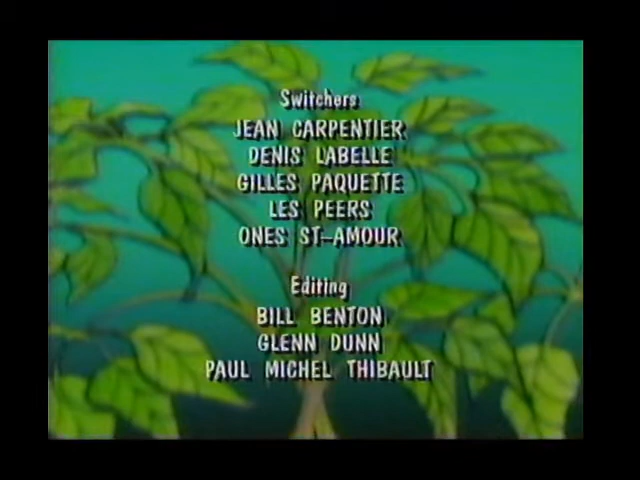 Switchers
JEAN CARPENTIER
DENIS LABELLE
GILLES PAQUETTE
LES PEERS
ONES ST-AMOUR
Editing
BILL BENTON
GLENN DUNN
PAUL MICHEL THIBAULT